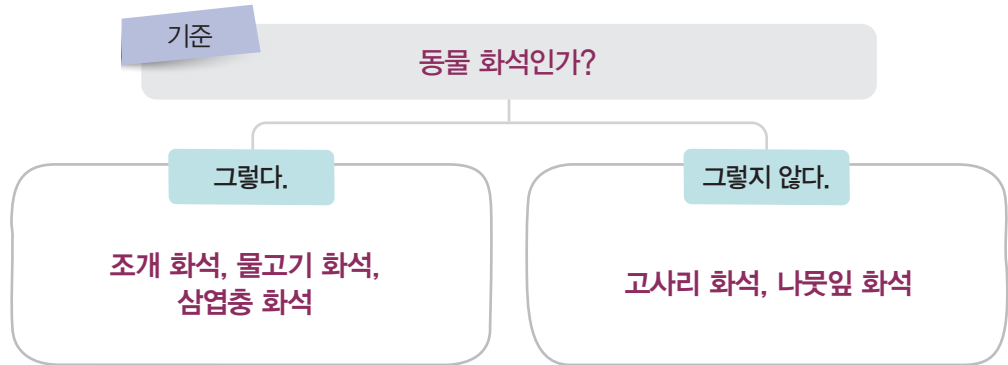 기준
동물 화석인가?
그렇다.
조개 화석, 물고기 화석,
삼엽충 화석
그렇지 않다.
고사리 화석, 나뭇잎 화석